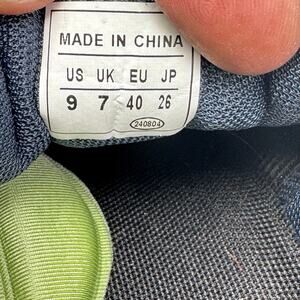 MADE IN CHINA
US UK EU JP
9 7 40 26
240804